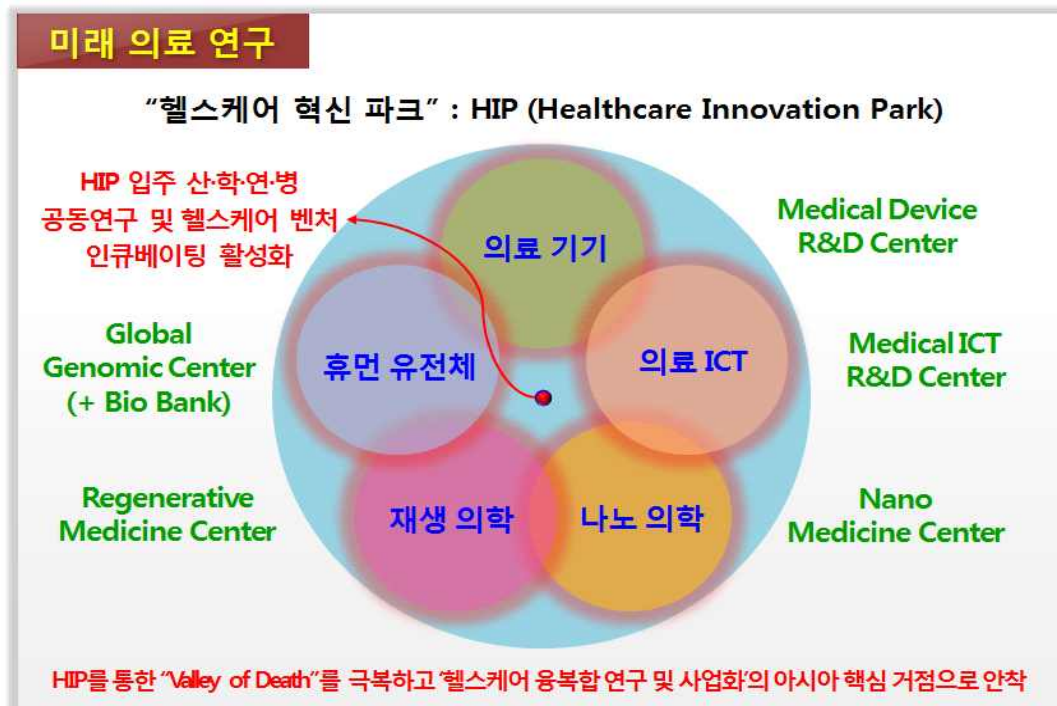 미래 의료 연구
“헬스케어 혁신 파크” : HIP (Healthcare Innovation Park)
HIP 입주 산·학·연·병
공동연구 및 헬스케어 벤처
인큐베이팅 활성화
의료 기기
Medical Device
R&D Center
Global
Genomic Center
(+ Bio Bank)
휴먼 유전체
의료 ICT
Medical ICT
R&D Center
Regenerative
Medicine Center
재생 의학
나노 의학
Nano
Medicine Center
HIP를 통한 “Valley of Death”를 극복하고 ‘헬스케어 융복합 연구 및 사업화’의 아시아 핵심 거점으로 안착